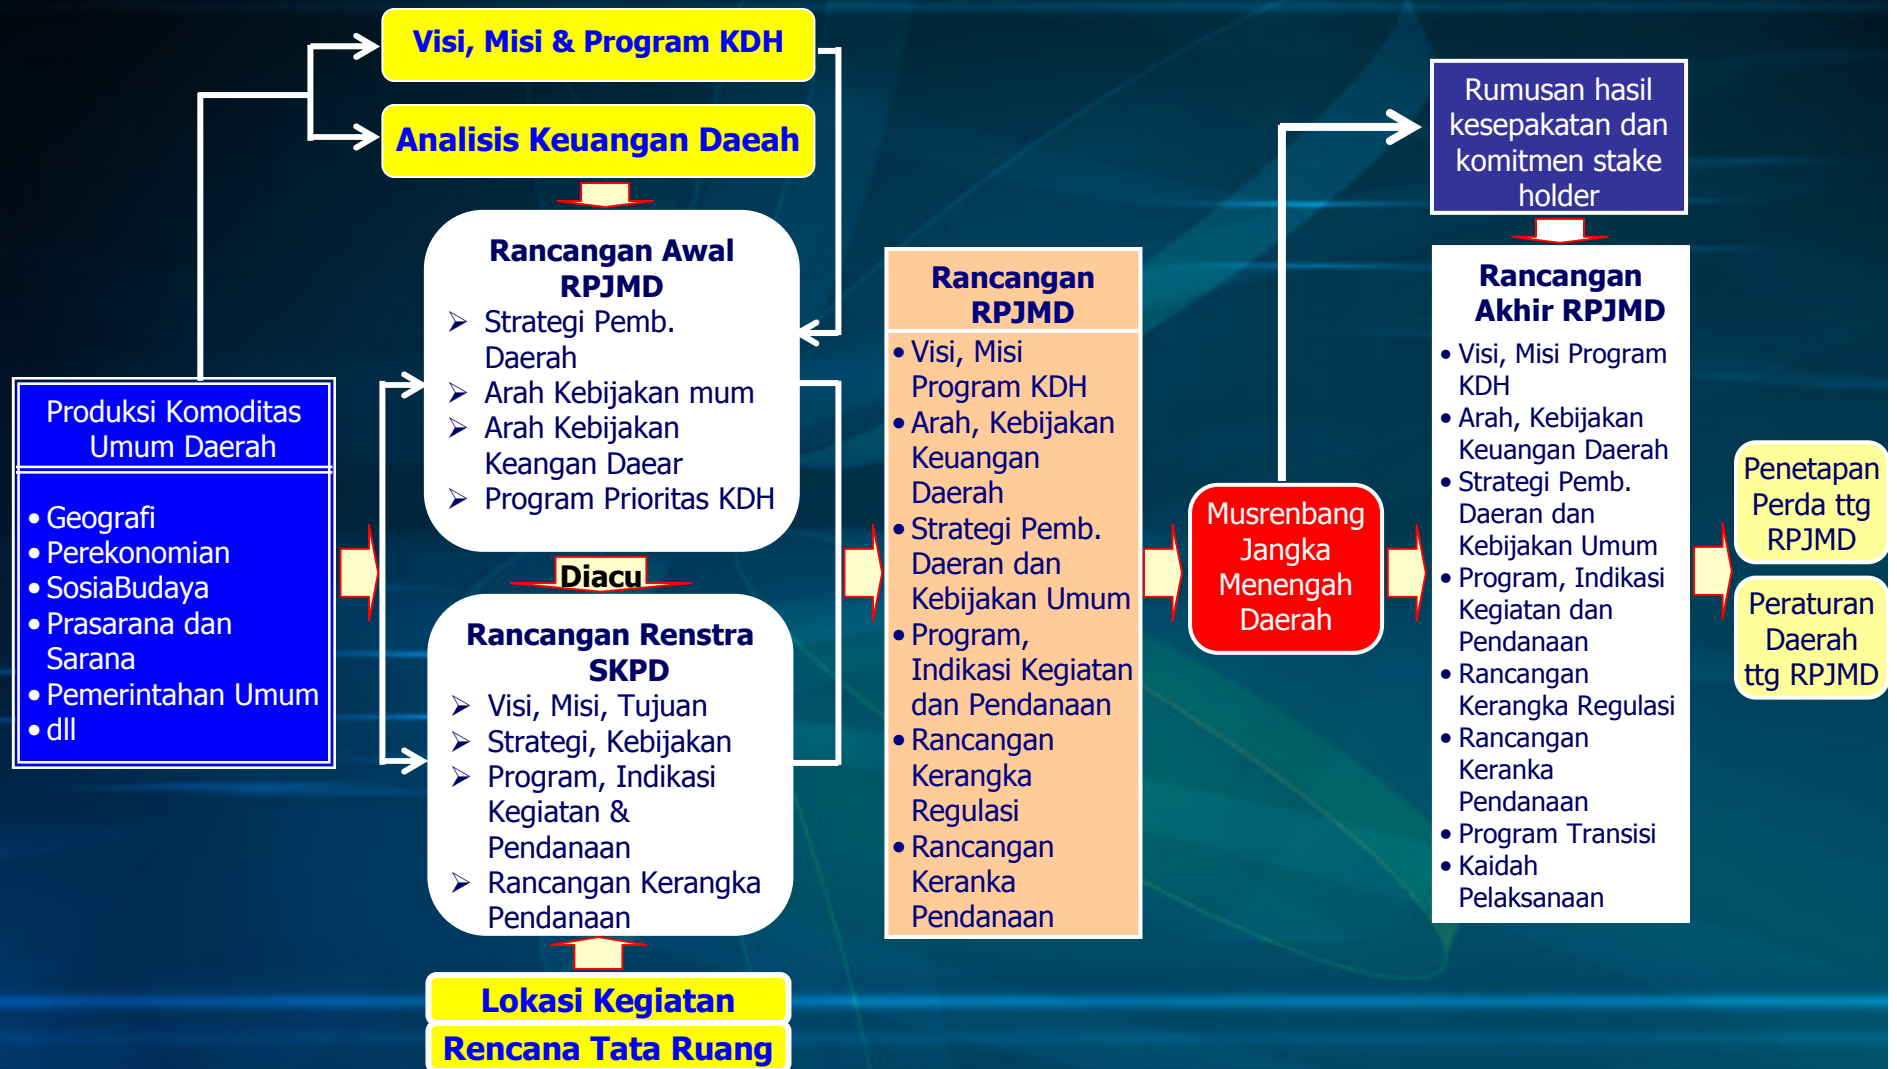 Visi, Misi & Program KDH
Analisis Keuangan Daeah
Rancangan Awal
RPJMD
➢ Strategi Pemb.
Daerah
➢ Arah Kebijakan mum
➢ Arah Kebijakan
Keangan Daear
➢ Program Prioritas KDH
Produksi Komoditas
Umum Daerah
• Geografi
• Perekonomian
• SosiaBudaya
• Prasarana dan
Sarana
• Pemerintahan Umum
• dll
Diacu
Rancangan Renstra
SKPD
➢ Visi, Misi, Tujuan
➢ Strategi, Kebijakan
➢ Program, Indikasi
Kegiatan &
Pendanaan
➢ Rancangan Kerangka
Pendanaan
Lokasi Kegiatan
Rencana Tata Ruang
Rancangan
RPJMD
• Visi, Misi
Program KDH
• Arah, Kebijakan
Keuangan
Daerah
• Strategi Pemb.
Daeran dan
Kebijakan Umum
• Program,
Indikasi Kegiatan
dan Pendanaan
• Rancangan
Kerangka
Regulasi
• Rancangan
Keranka
Pendanaan
Musrenbang
Jangka
Menengah
Daerah
Rumusan hasil
kesepakatan dan
komitmen stake
holder
Rancangan
Akhir RPJMD
• Visi, Misi Program
KDH
• Arah, Kebijakan
Keuangan Daerah
• Strategi Pemb.
Daeran dan
Kebijakan Umum
• Program, Indikasi
Kegiatan dan
Pendanaan
• Rancangan
Kerangka Regulasi
• Rancangan
Keranka
Pendanaan
• Program Transisi
• Kaidah
Pelaksanaan
Penetapan
Perda ttg
RPJMD
Peraturan
Daerah
ttg RPJMD